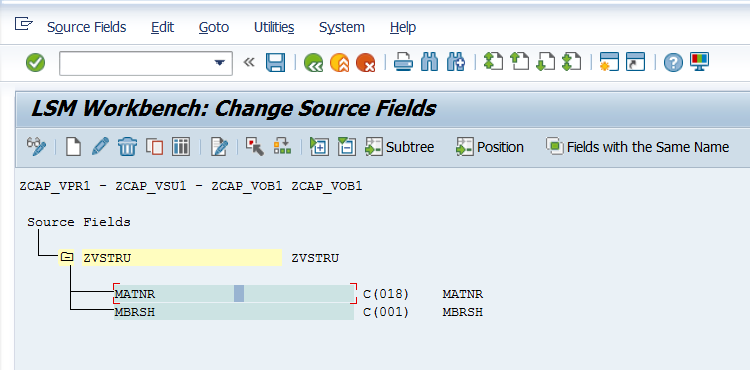 Source Fields Edit Goto Utilities System Help
LSM Workbench: Change Source Fields
Subtree Position Fields with the Same Name
ZCAP_VPR1 - ZCAP_VSU1 - ZCAP_VOB1 ZCAP_VOB1
Source Fields
ZVSTRU ZVSTRU
MATNR C(018) MATNR
MBRSH C(001) MBRSH